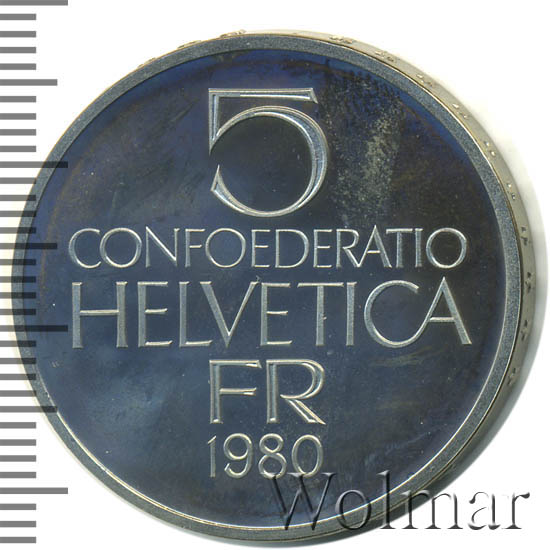 5
CONFOEDERATIO
HELVETICA
FR
1980
Wolmar